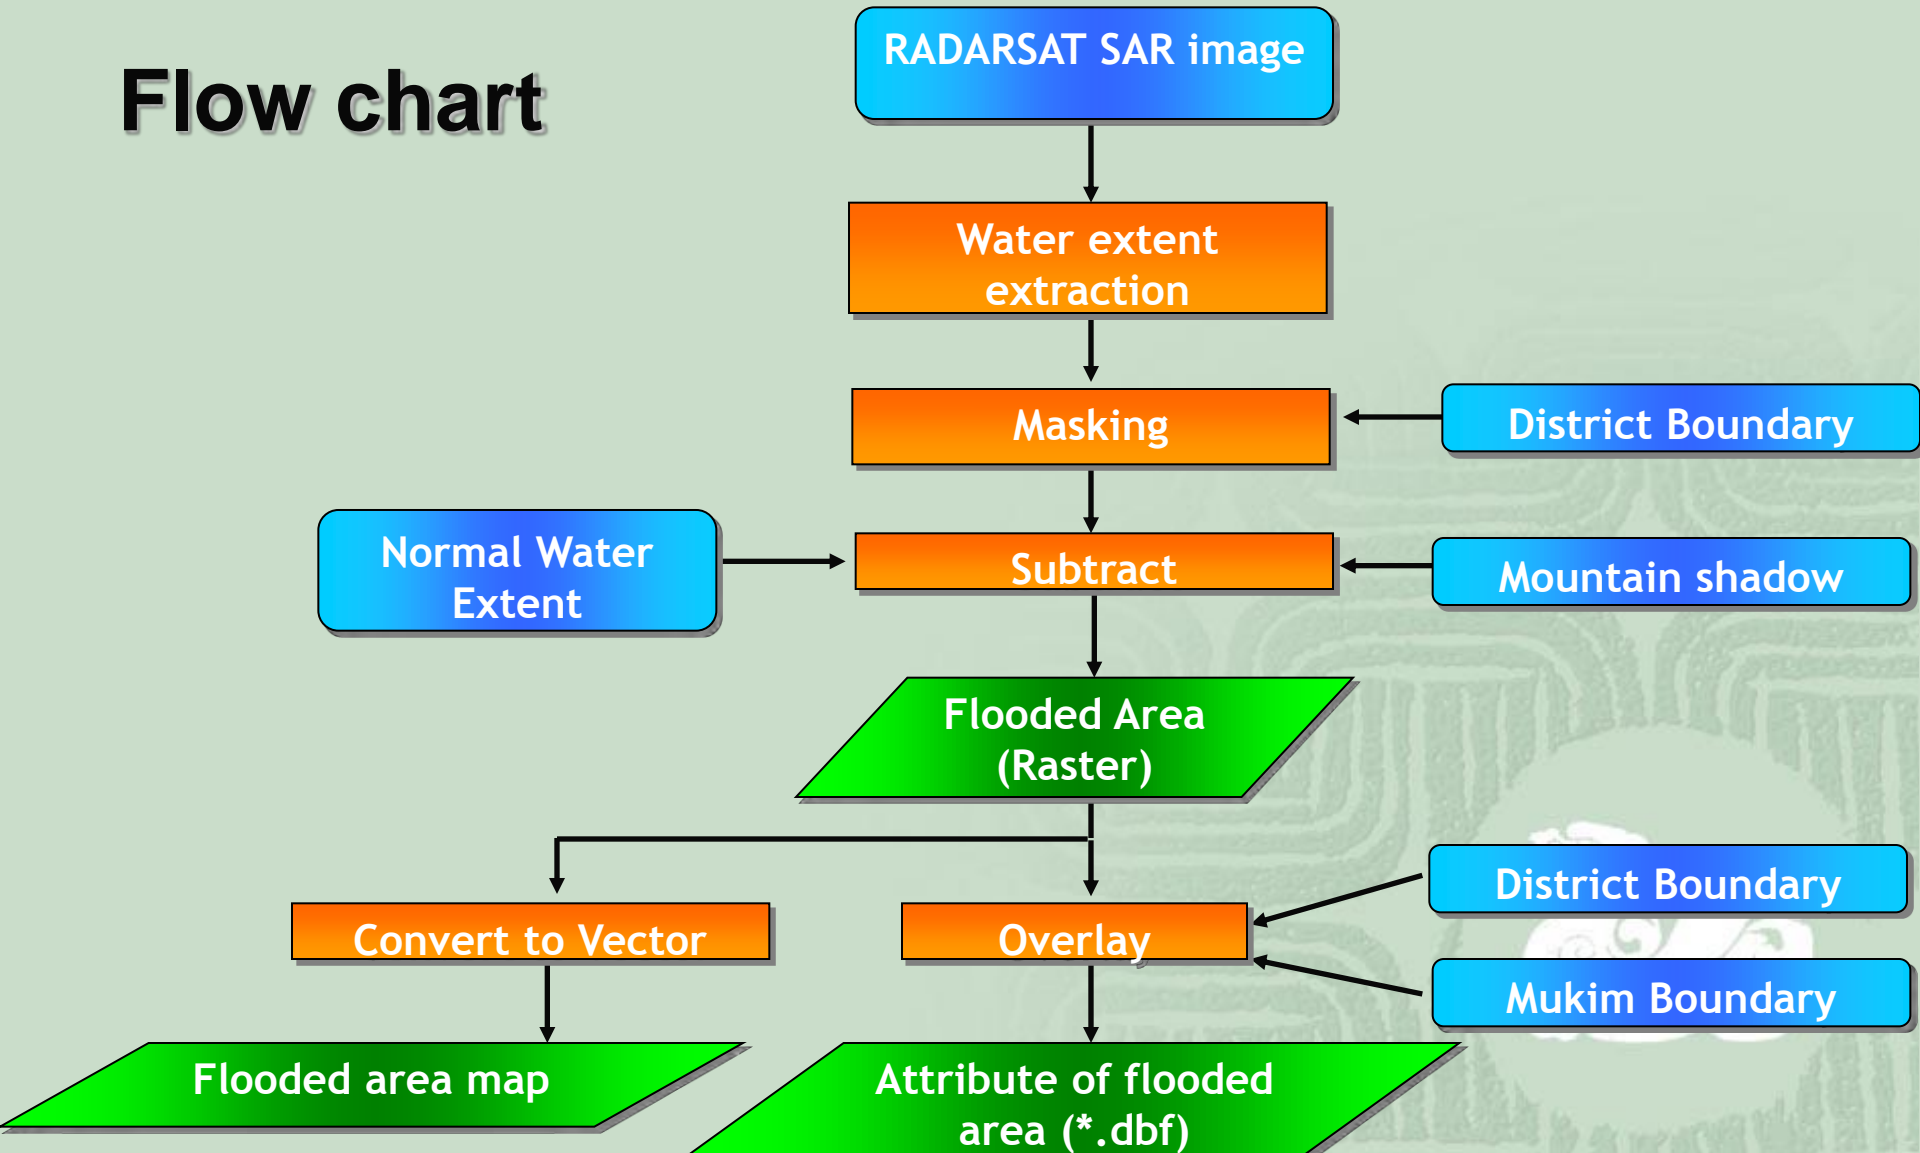 Flow chart
RADARSAT SAR image
Water extent
extraction
Masking
District Boundary
Normal Water
Extent
Subtract
Mountain shadow
Flooded Area
(Raster)
Convert to Vector
Overlay
District Boundary
Mukim Boundary
Flooded area map
Attribute of flooded
area (*.dbf)